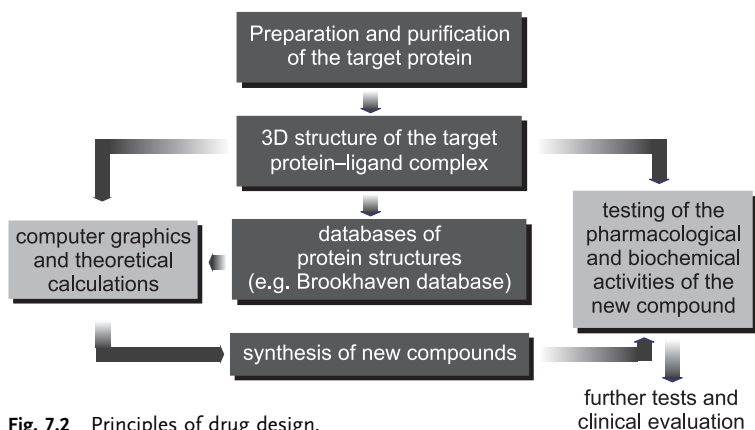 Preparation and purification
of the target protein
3D structure of the target
protein–ligand complex
computer graphics
and theoretical
calculations
databases of
protein structures
(e.g. Brookhaven database)
testing of the
pharmacological
and biochemical
activities of the
new compound
synthesis of new compounds
further tests and
clinical evaluation
Fig. 7.2 Principles of drug design.